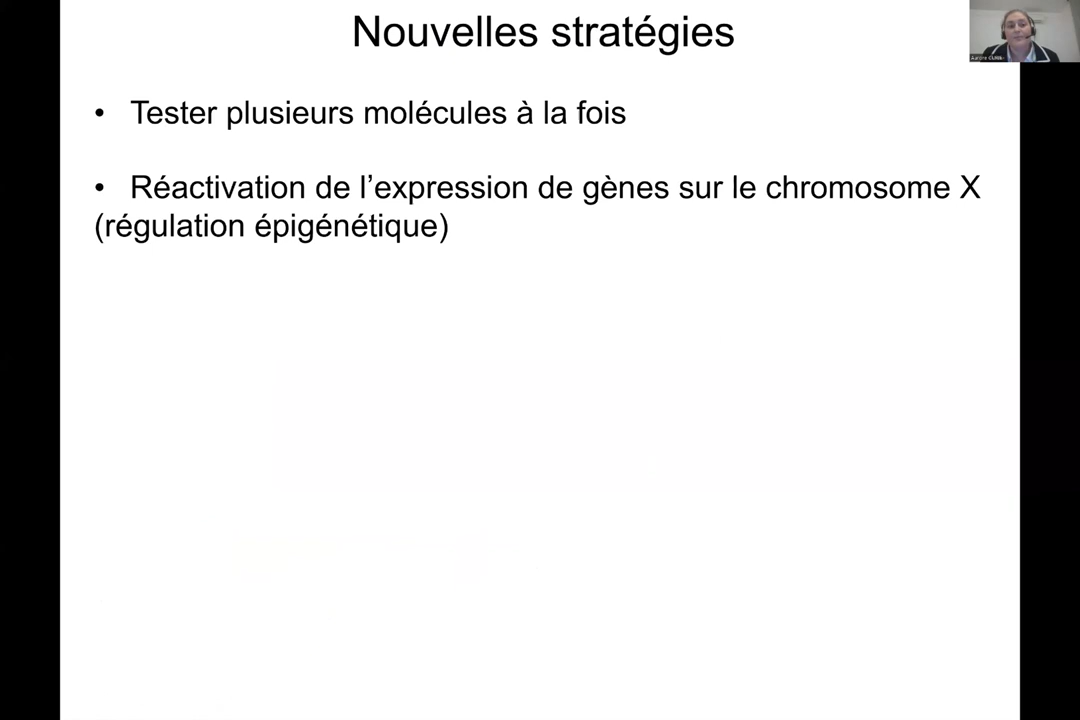 Nouvelles stratégies
• Tester plusieurs molécules à la fois
• Réactivation de l’expression de gènes sur le chromosome X
(régulation épigénétique)